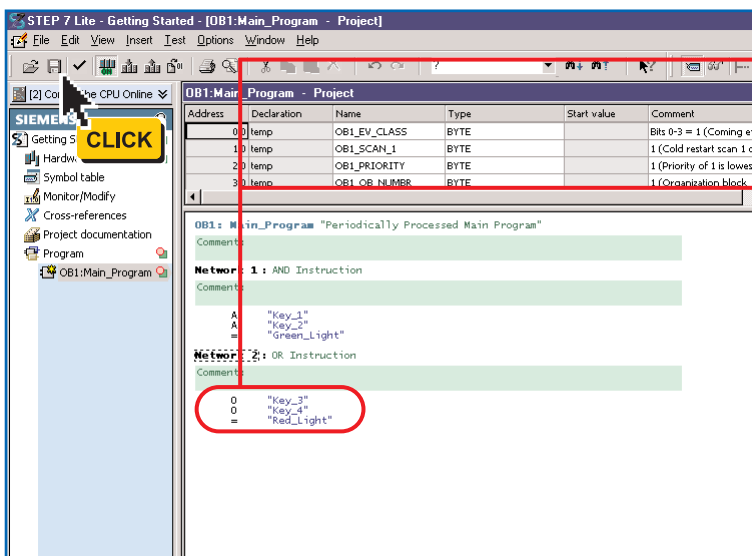 STEP 7 Lite - Getting Started - [OB1:Main_Program - Project]
File Edit View Insert Test Options Window Help
ON ?
[2] the CPU Online
OB1:Main_Program - Project
SIEMENS
CLICK
Getting
Hardw
Symbol table
Monitor/Modify
Cross-references
Project documentation
Program
OB1:Main_Program
Address Declaration Name Type Start value Comment
0.0 temp OB1_EV_CLASS BYTE Bits 0-3 = 1 (Coming e
1.0 temp OB1_SCAN_1 BYTE 1 (Cold restart scan 1 o
2.0 temp OB1_PRIORITY BYTE 1 (Priority of 1 is lowes
3.0 temp OB1_OB_NUMBR BYTE 1 (Organization block
OB1: Main_Program "Periodically Processed Main Program"
Comment:
Network 1 : AND Instruction
Comment:
A "Key_1"
A "Key_2"
= "Green_Light"
Network 2 : OR Instruction
Comment:
O "Key_3"
O "Key_4"
= "Red_Light"